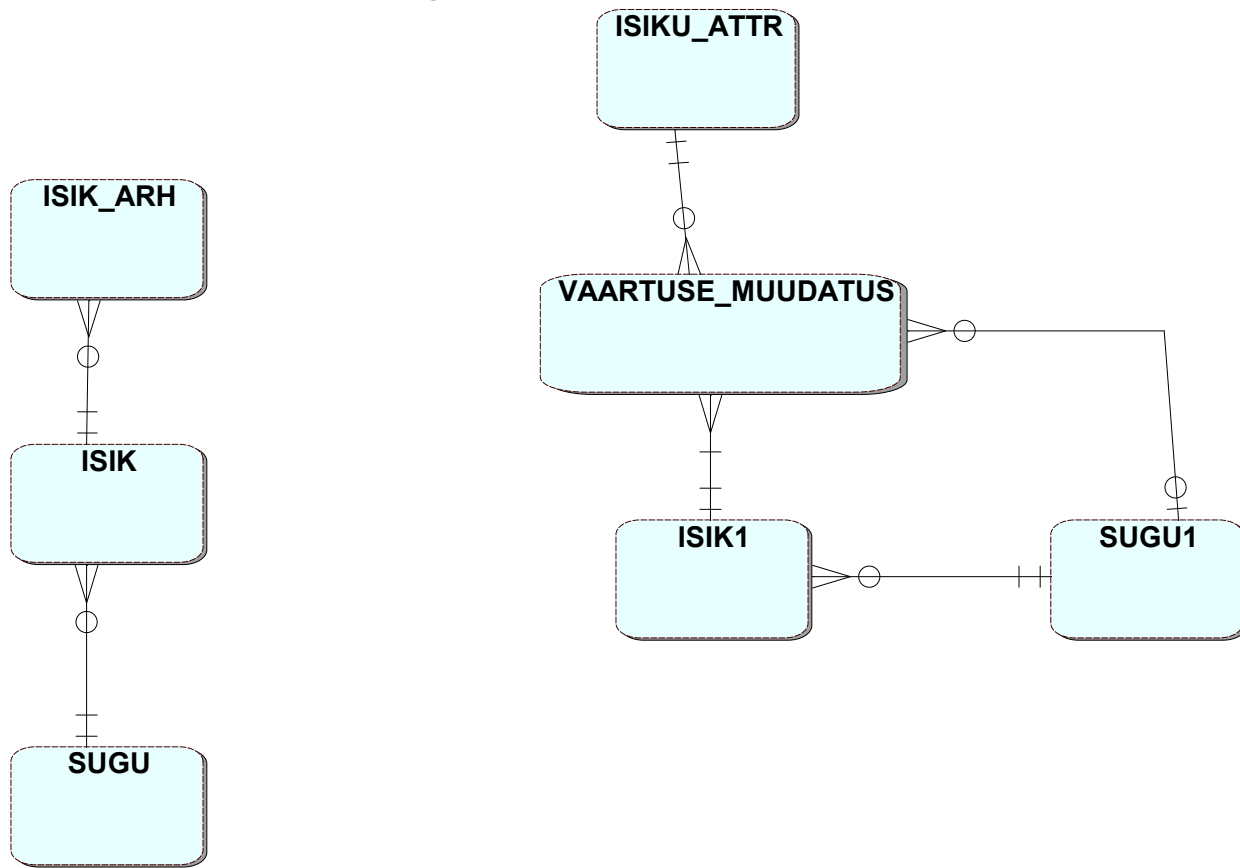 ISIKU_ATTR
ISIK_ARH
VAARTUSE_MUUDATUS
ISIK
ISIK1
SUGU1
SUGU